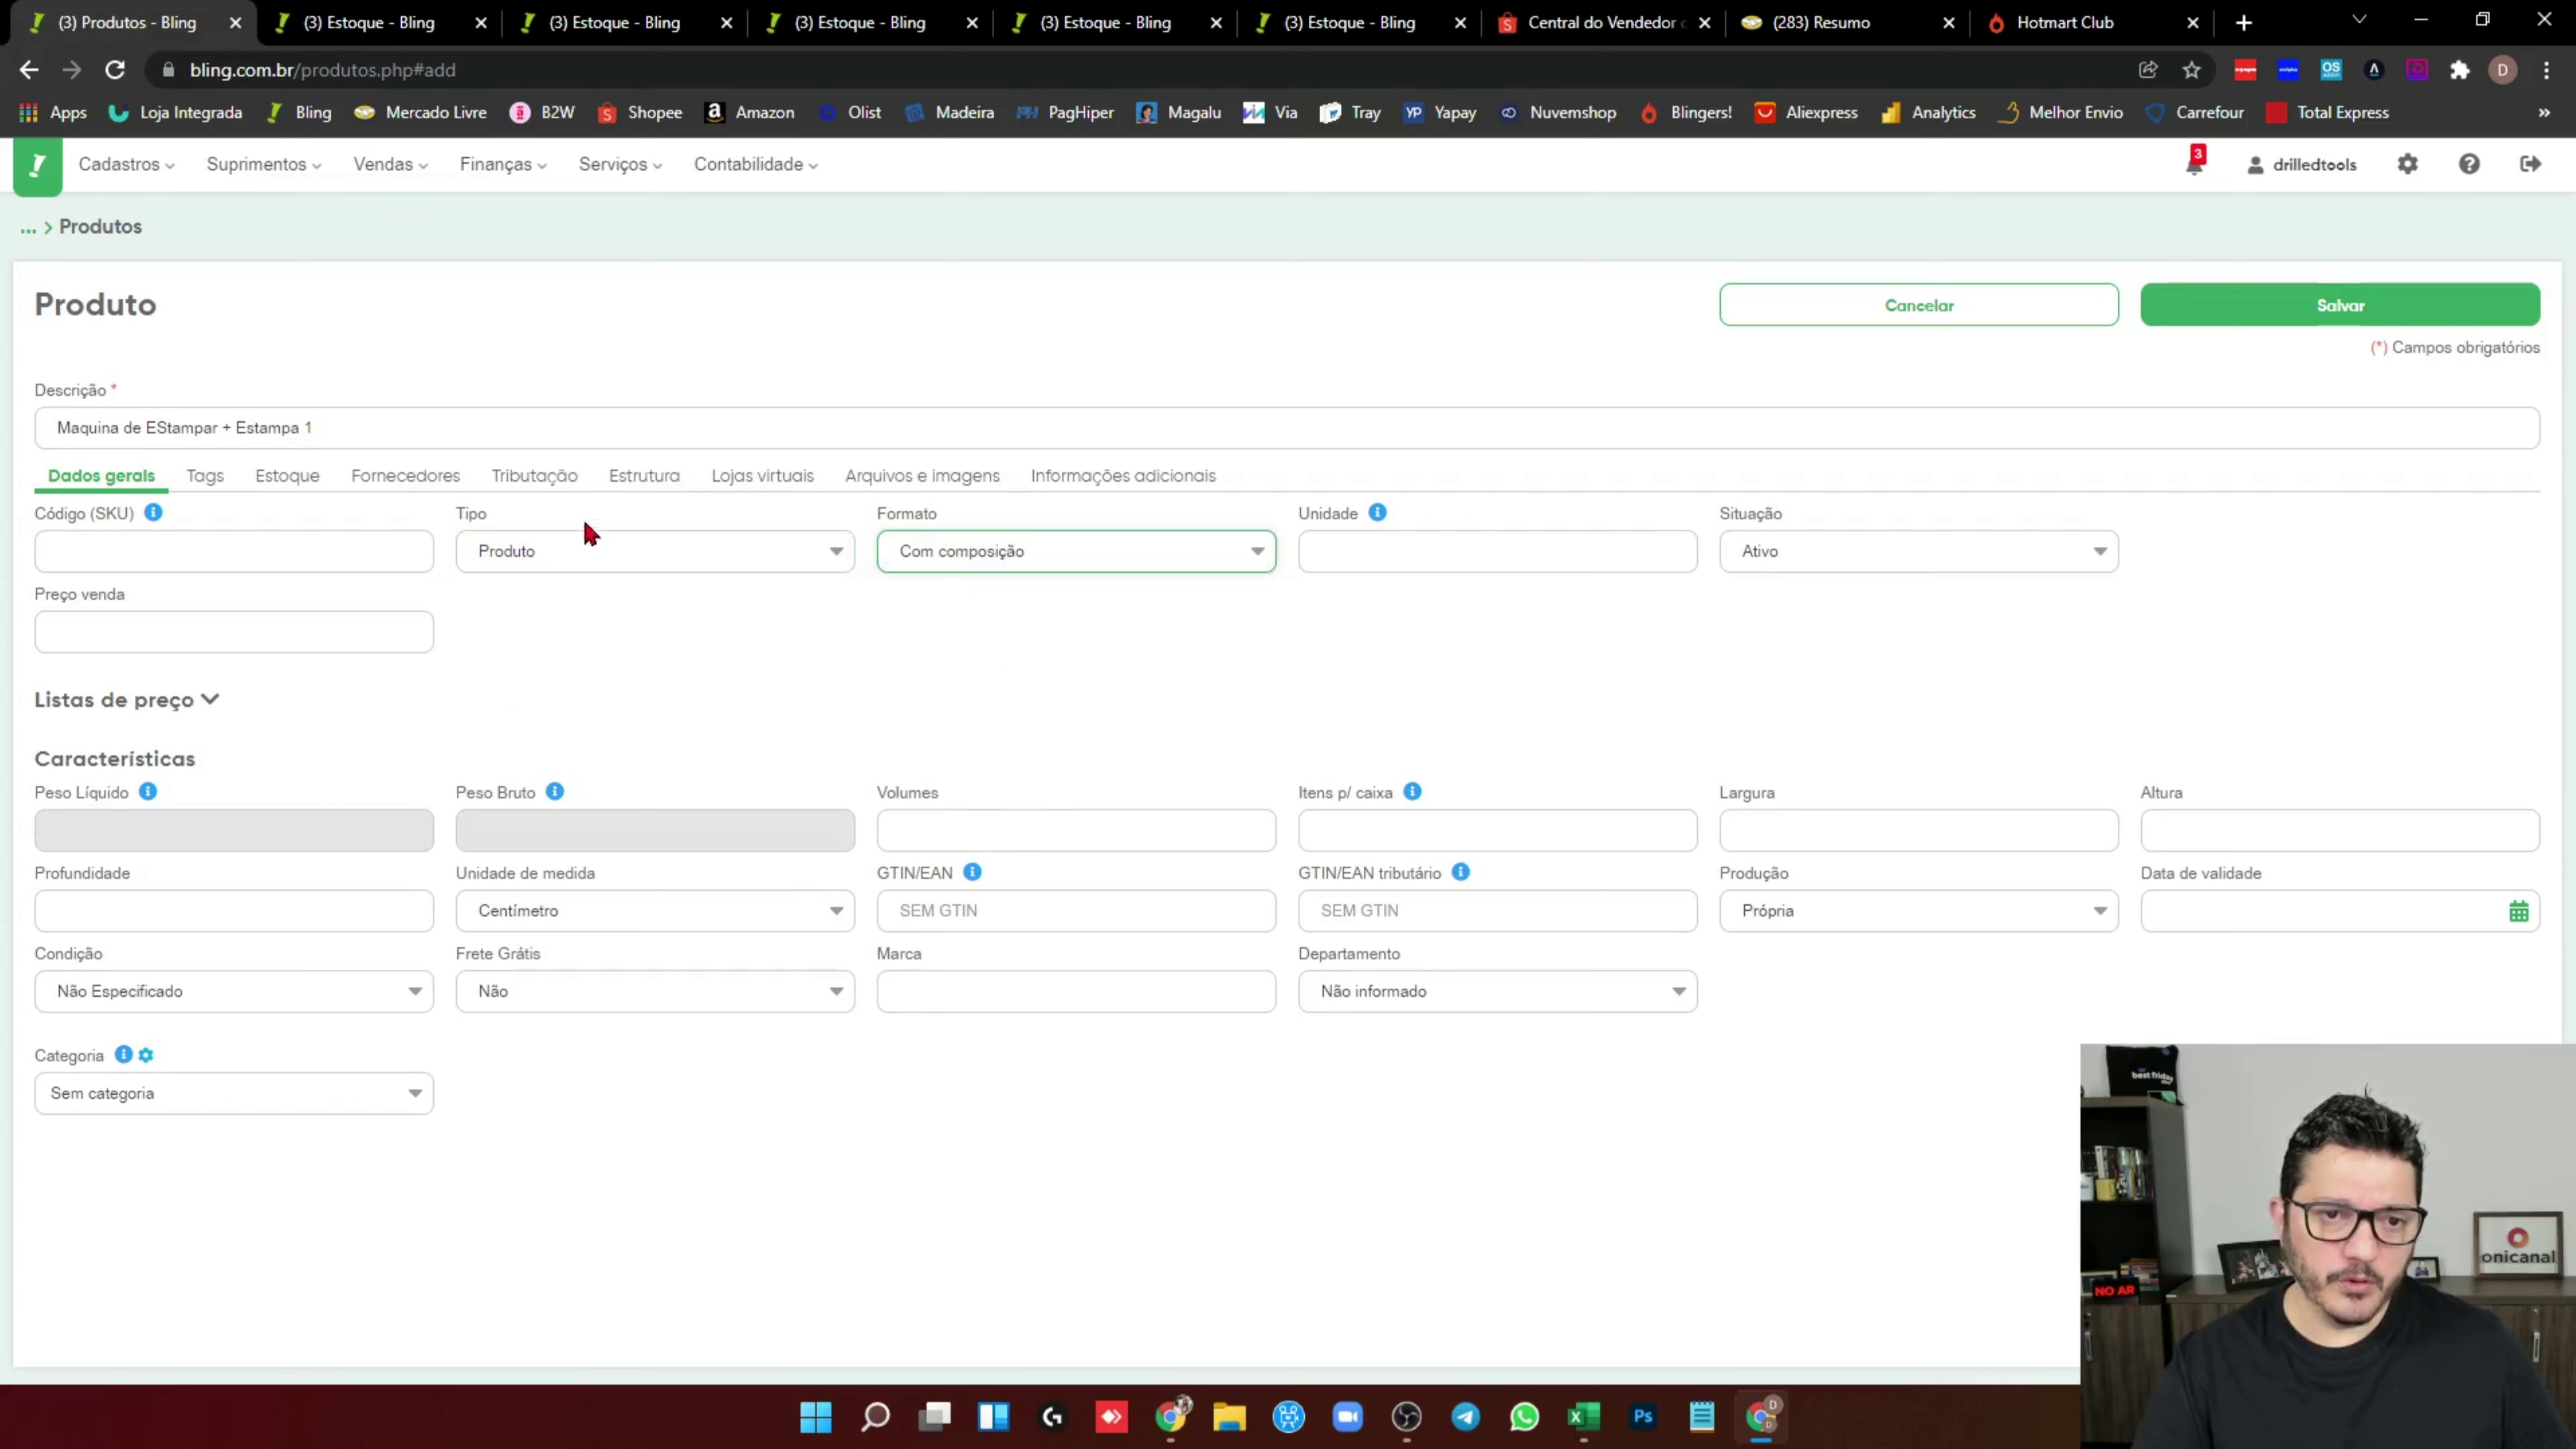 (3) Produtos - Bling
(3) Estoque - Bling
(3) Estoque - Bling
(3) Estoque - Bling
(3) Estoque - Bling
(3) Estoque - Bling
Central do Vendedor
(283) Resumo
Hotmart Club
bling.com.br/produtos.php#add
OS
D
Apps
Loja Integrada
Bling
Mercado Livre
B2W
Shopee
Amazon
Olist
Madeira
PagHiper
Magalu
Via
Tray
YP Yapay
Nuvemshop
Blingers!
Aliexpress
Analytics
Melhor Envio
Carrefour
Total Express
»
Cadastros
Suprimentos
Vendas
Finanças
Serviços
Contabilidade
3
drilledtools
... > Produtos
Produto
Cancelar
Salvar
(*) Campos obrigatórios
Descrição *
Maquina de EStampar + Estampa 1
Dados gerais
Tags
Estoque
Fornecedores
Tributação
Estrutura
Lojas virtuais
Arquivos e imagens
Informações adicionais
Código (SKU)
Tipo
Formato
Unidade
Situação
Produto
Com composição
Ativo
Preço venda
Listas de preço
Características
Peso Líquido
Peso Bruto
Volumes
Itens p/ caixa
Largura
Altura
Profundidade
Unidade de medida
GTIN/EAN
GTIN/EAN tributário
Produção
Data de validade
Centímetro
SEM GTIN
SEM GTIN
Própria
Condição
Frete Grátis
Marca
Departamento
Não Especificado
Não
Não informado
Categoria
Sem categoria
best friday
onicanal
NO AR
Ps
D
D